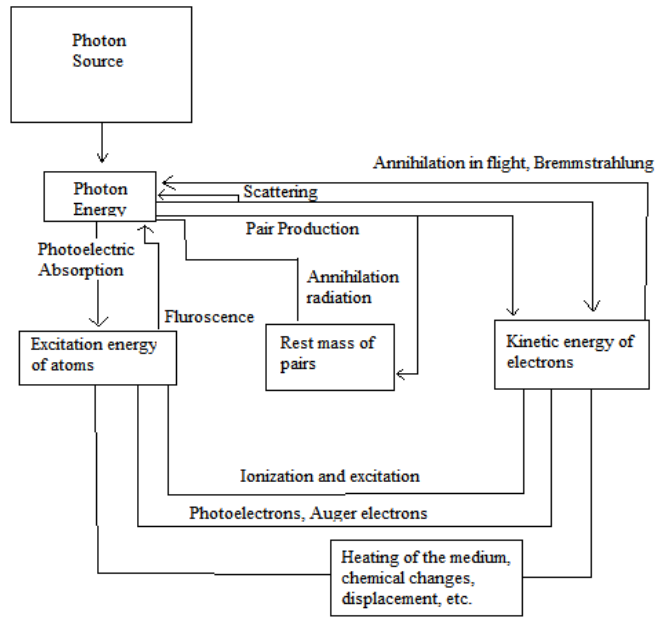 Photon
Source
Annihilation in flight, Bremmstrahlung
Photon
Energy
Scattering
Pair Production
Photoelectric
Absorption
Annihilation
radiation
Fluroscence
Excitation energy
of atoms
Rest mass of
pairs
Kinetic energy of
electrons
Ionization and excitation
Photoelectrons, Auger electrons
Heating of the medium,
chemical changes,
displacement, etc.